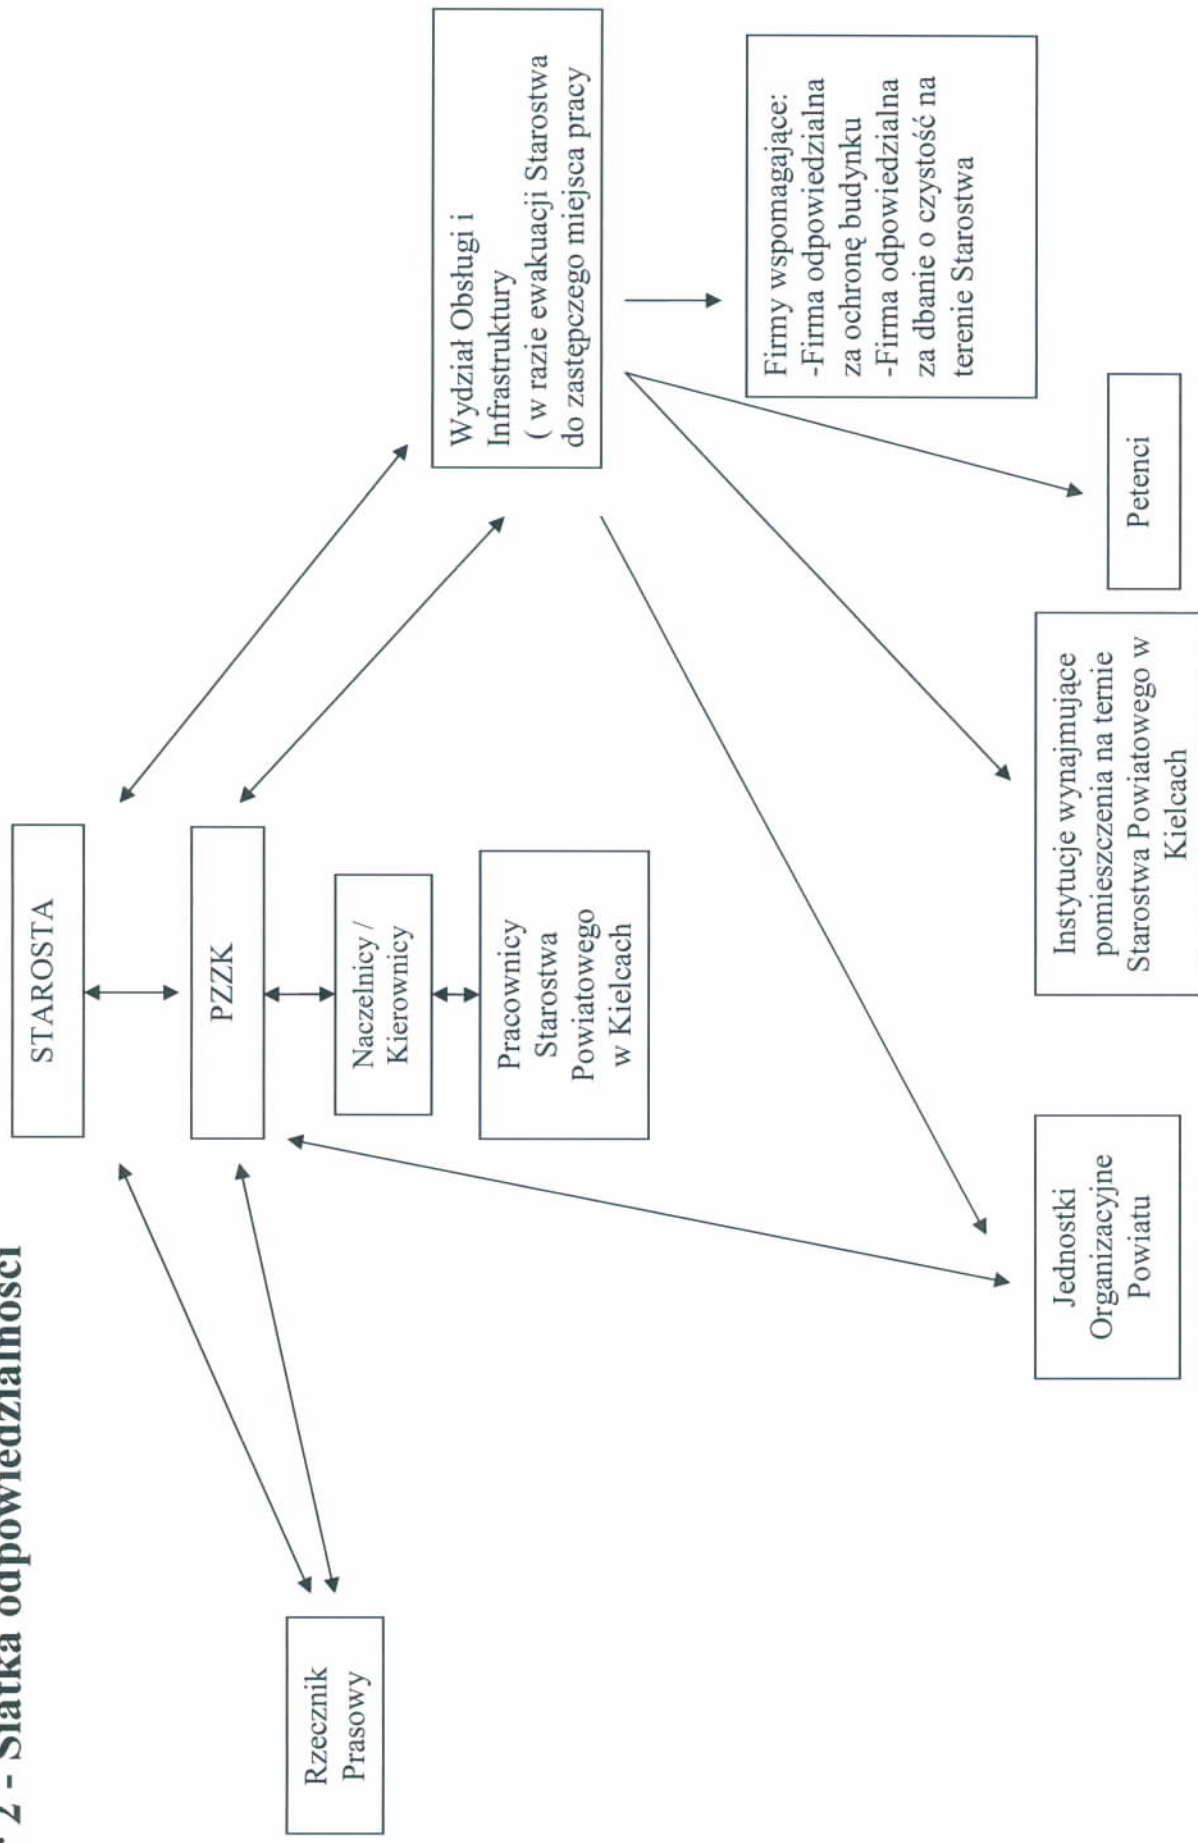 2 - Siatka odpowiedzialności
STAROSTA
PZZK
Naczelnicy /
Kierownicy
Pracownicy
Starostwa
Powiatowego
w Kielcach
Rzecznik
Prasowy
Wydział Obsługi i
Infrastruktury
( w razie ewakuacji Starostwa
do zastępczego miejsca pracy
Firmy wspomagające:
-Firma odpowiedzialna
za ochronę budynku
-Firma odpowiedzialna
za dbanie o czystość na
terenie Starostwa
Jednostki
Organizacyjne
Powiatu
Instytucje wynajmujące
pomieszczenia na ternie
Starostwa Powiatowego w
Kielcach
Petenci